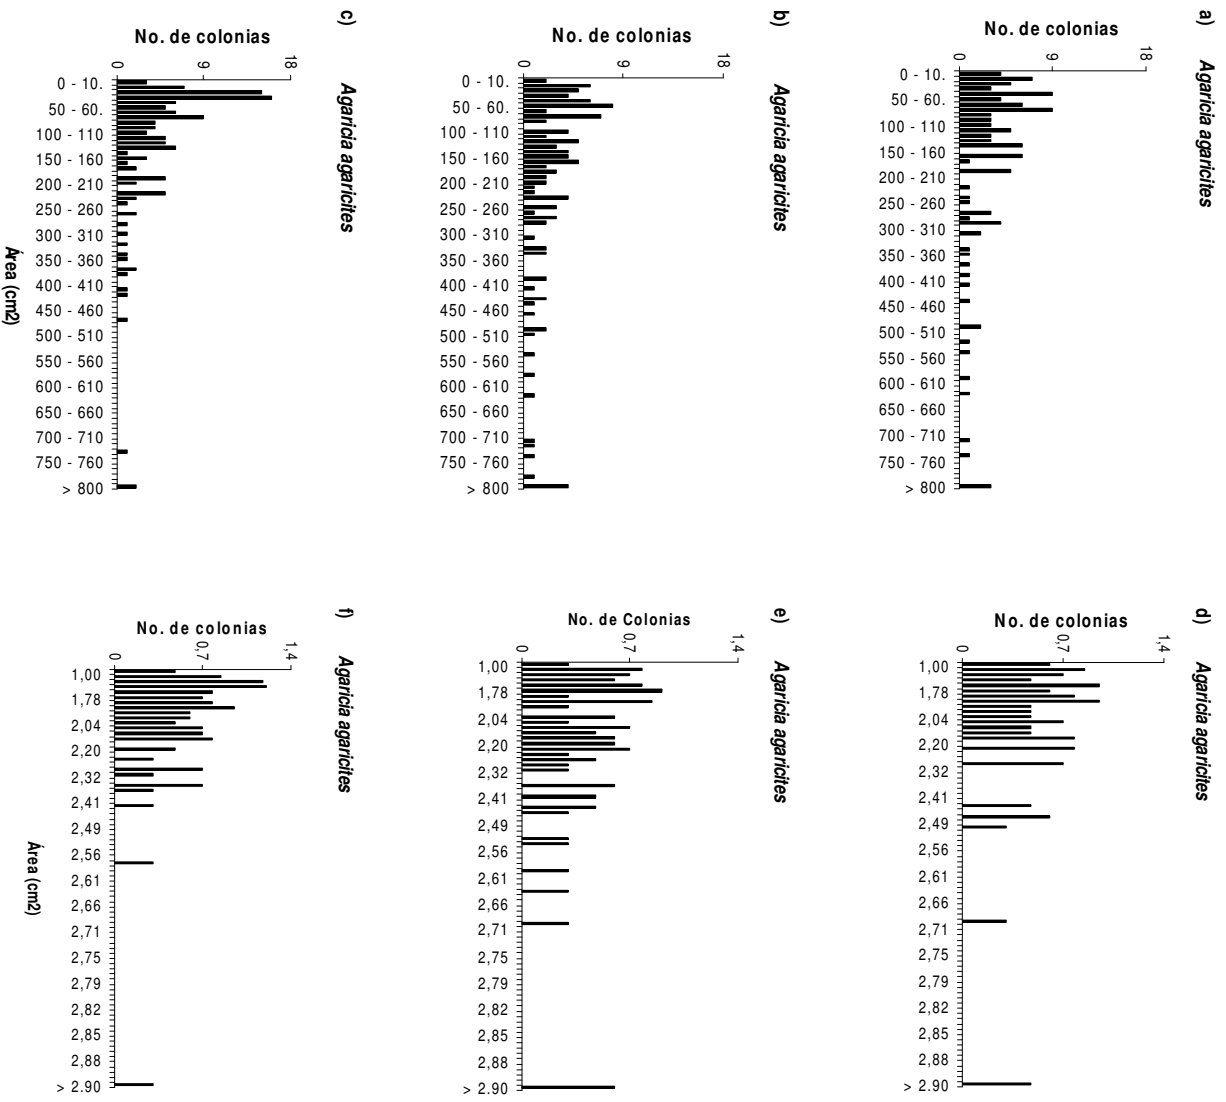 a)
Agaricia agaricites
No. de colonias
0
6
18
0 - 10.
50 - 60.
100 - 110
150 - 160
200 - 210
250 - 260
300 - 310
350 - 360
400 - 410
450 - 460
500 - 510
550 - 560
600 - 610
650 - 660
700 - 710
750 - 760
> 800
b)
Agaricia agaricites
No. de colonias
0
6
18
0 - 10.
50 - 60.
100 - 110
150 - 160
200 - 210
250 - 260
300 - 310
350 - 360
400 - 410
450 - 460
500 - 510
550 - 560
600 - 610
650 - 660
700 - 710
750 - 760
> 800
c)
Agaricia agaricites
No. de colonias
0
6
18
0 - 10.
50 - 60.
100 - 110
150 - 160
200 - 210
250 - 260
300 - 310
350 - 360
400 - 410
450 - 460
500 - 510
550 - 560
600 - 610
650 - 660
700 - 710
750 - 760
> 800
Área (cm2)
d)
Agaricia agaricites
No. de colonias
0
0,7
1,4
1,00
1,78
2,04
2,20
2,32
2,41
2,49
2,56
2,61
2,66
2,71
2,75
2,79
2,82
2,85
2,88
> 2.90
e)
Agaricia agaricites
No. de Colonias
0
0,7
1,4
1,00
1,78
2,04
2,20
2,32
2,41
2,49
2,56
2,61
2,66
2,71
2,75
2,79
2,82
2,85
2,88
> 2.90
f)
Agaricia agaricites
No. de colonias
0
0,7
1,4
1,00
1,78
2,04
2,20
2,32
2,41
2,49
2,56
2,61
2,66
2,71
2,75
2,79
2,82
2,85
2,88
> 2.90
Área (cm2)